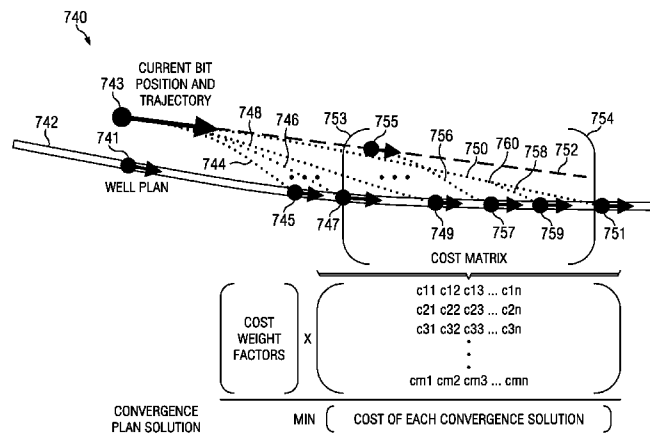 740
CURRENT BIT
POSITION AND
TRAJECTORY
743
742
741
WELL PLAN
744
748
746
753
755
756
750
760
758
752
754
745
747
749
757
759
751
COST MATRIX
COST
WEIGHT
FACTORS
X
c11 c12 c13 ... c1n
c21 c22 c23 ... c2n
c31 c32 c33 ... c3n
cm1 cm2 cm3 ... cmn
CONVERGENCE
PLAN SOLUTION
MIN
COST OF EACH CONVERGENCE SOLUTION